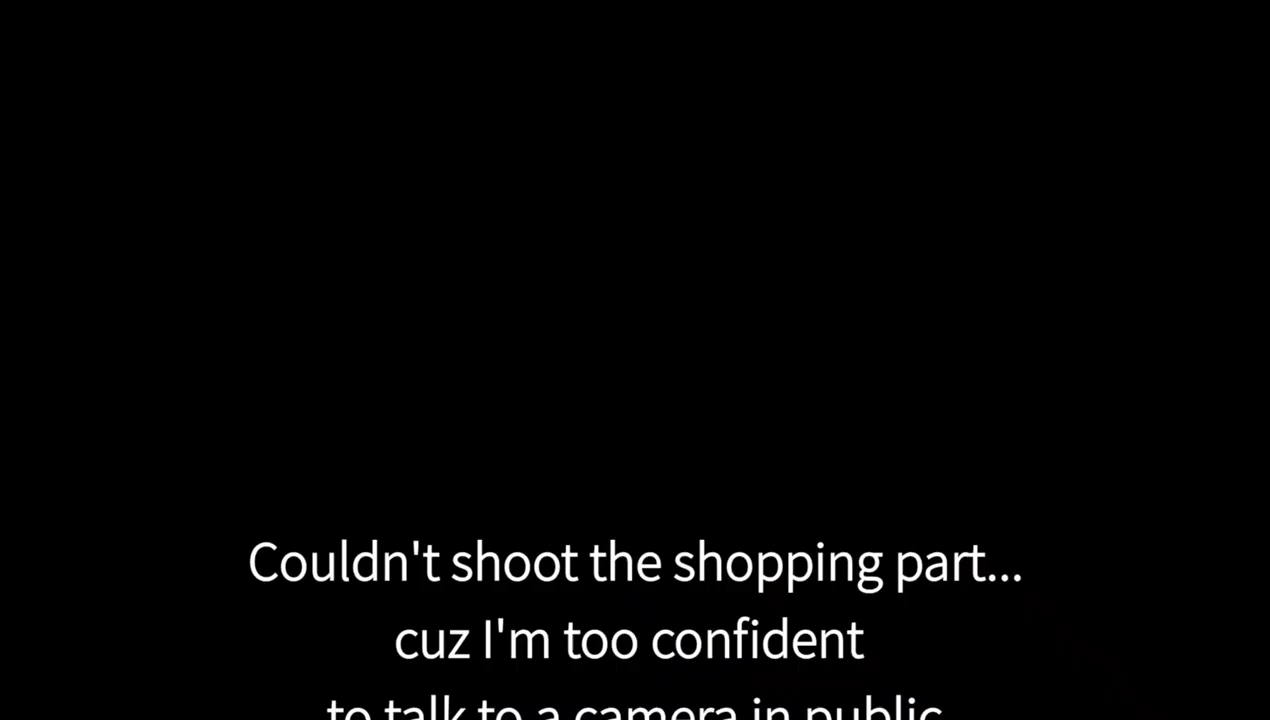 Couldn't shoot the shopping part...
cuz I'm too confident
to talk to a camera in public